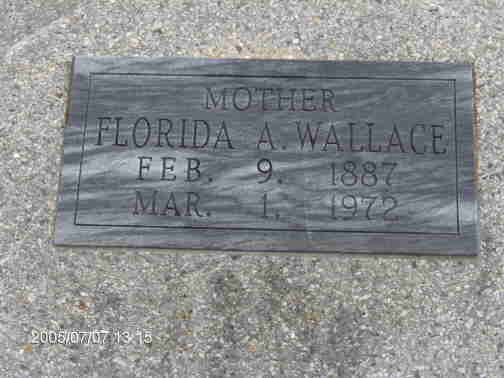 MOTHER
FLORIDA A. WALLACE
FEB. 9. 1887
MAR. 1. 1972
2005/07/07 13:15